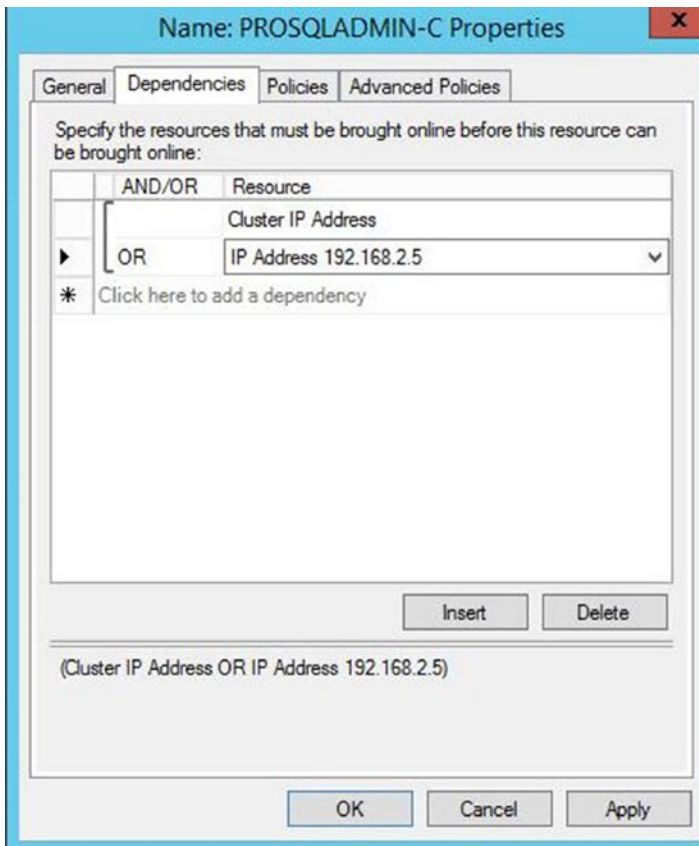 Name: PROSQLADMIN-C Properties
x
General Dependencies Policies Advanced Policies
Specify the resources that must be brought online before this resource can
be brought online:
AND/OR Resource
Cluster IP Address
OR IP Address 192.168.2.5
Click here to add a dependency
Insert Delete
(Cluster IP Address OR IP Address 192.168.2.5)
OK Cancel Apply